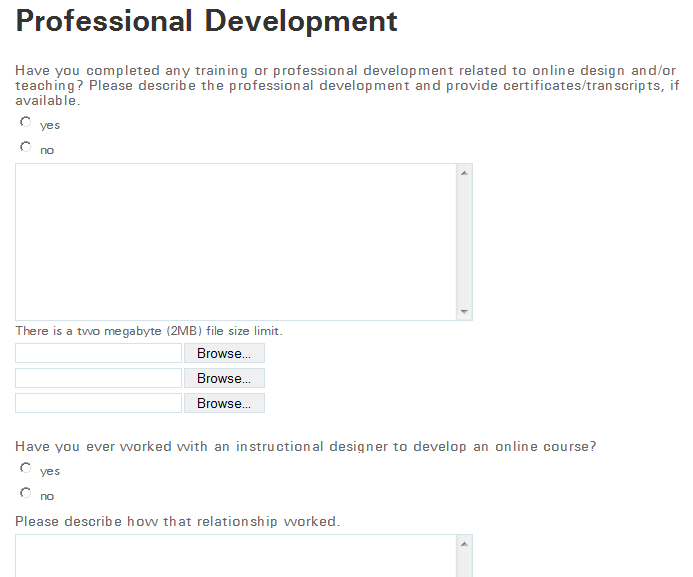 Professional Development
Have you completed any training or professional development related to online design and/or
teaching? Please describe the professional development and provide certificates/transcripts, if
available.
yes
no
There is a two megabyte (2MB) file size limit.
Browse...
Browse...
Browse...
Have you ever worked with an instructional designer to develop an online course?
yes
no
Please describe how that relationship worked.